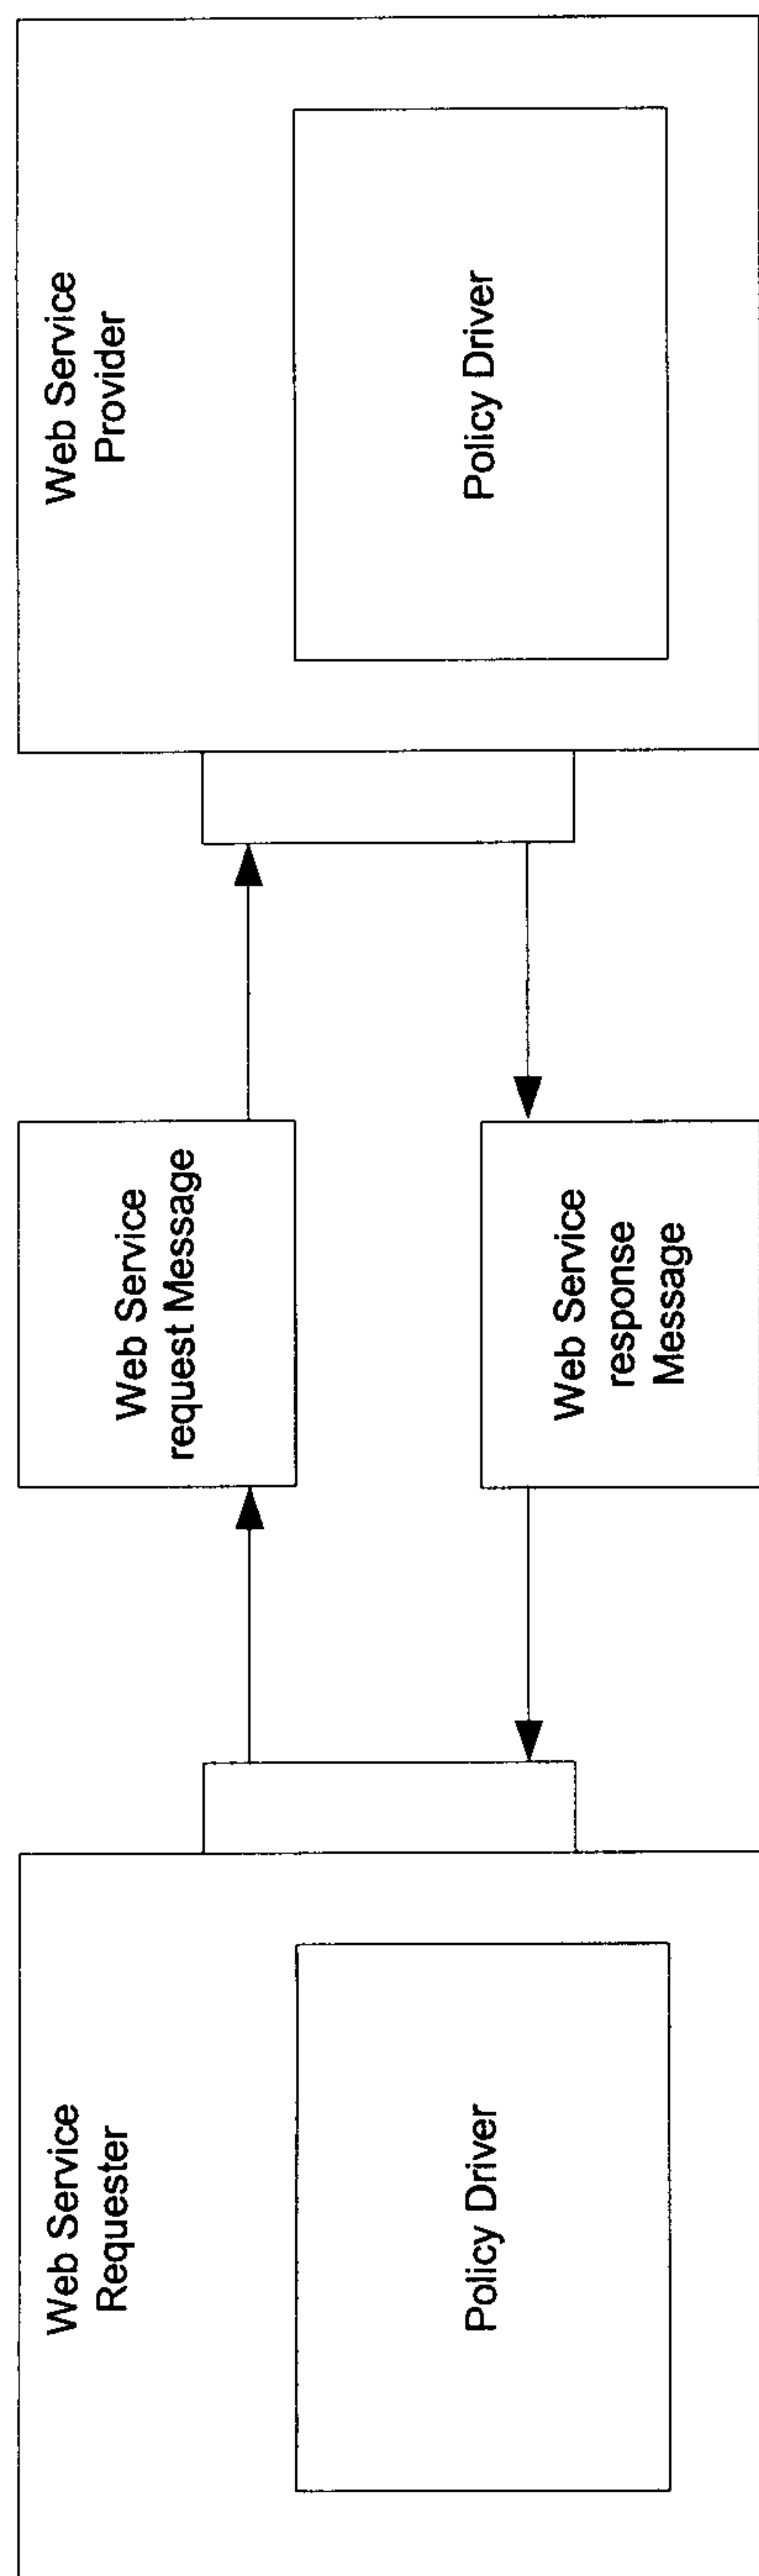 Web Service
Requester
Policy Driver
Web Service
request Message
Web Service
response
Message
Web Service
Provider
Policy Driver